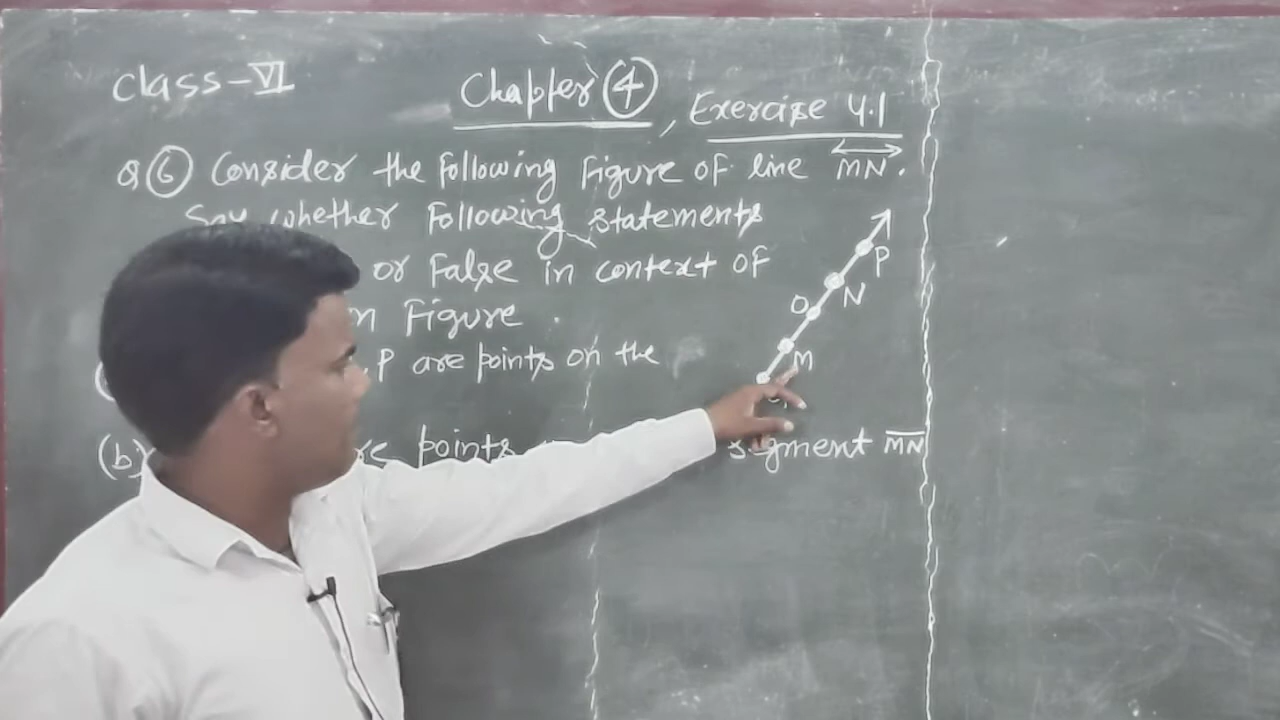 Class-VI
Chapter 4, Exercise 4.1
Q 6 Consider the following figure of line MN.
Say whether following statements
or False in context of
Figure.
P are points on the
(b) points segment MN
P
N
O
M